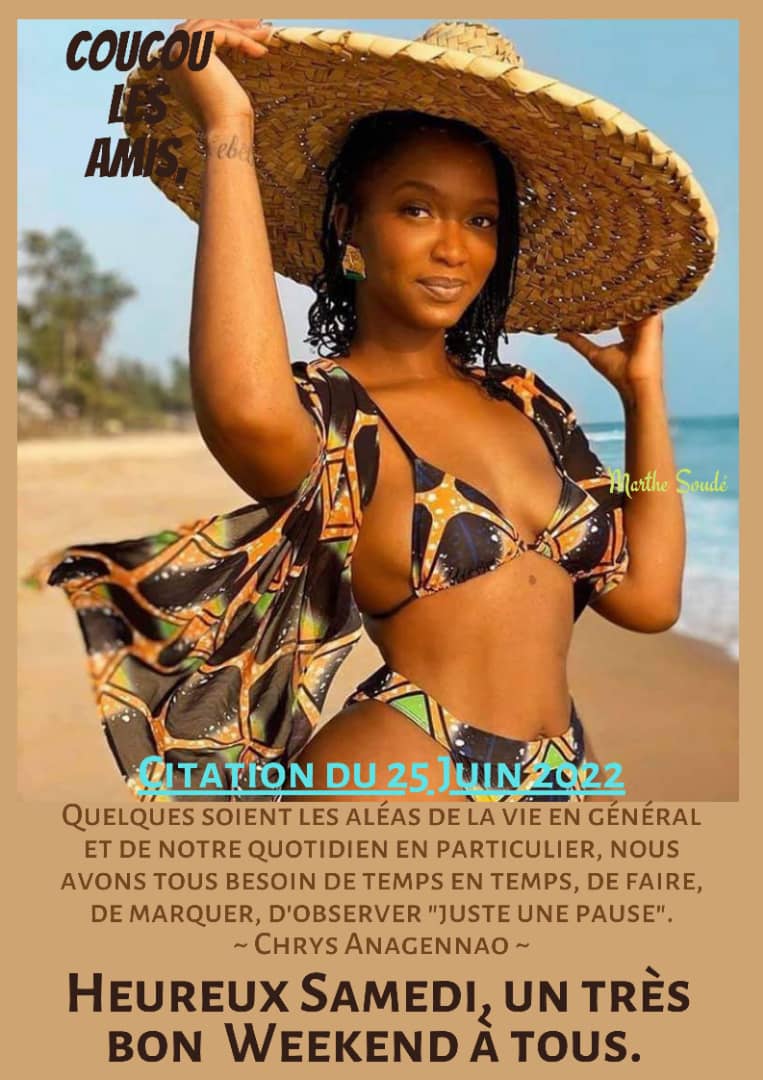 COUCOU
LES
AMIS,
Marthe Soudé
CITATION DU 25 JUIN 2022
QUELQUES SOIENT LES ALÉAS DE LA VIE EN GÉNÉRAL
ET DE NOTRE QUOTIDIEN EN PARTICULIER, NOUS
AVONS TOUS BESOIN DE TEMPS EN TEMPS, DE FAIRE,
DE MARQUER, D'OBSERVER "JUSTE UNE PAUSE".
~ CHRYS ANAGENNAO ~
HEUREUX SAMEDI, UN TRÈS
BON WEEKEND À TOUS.